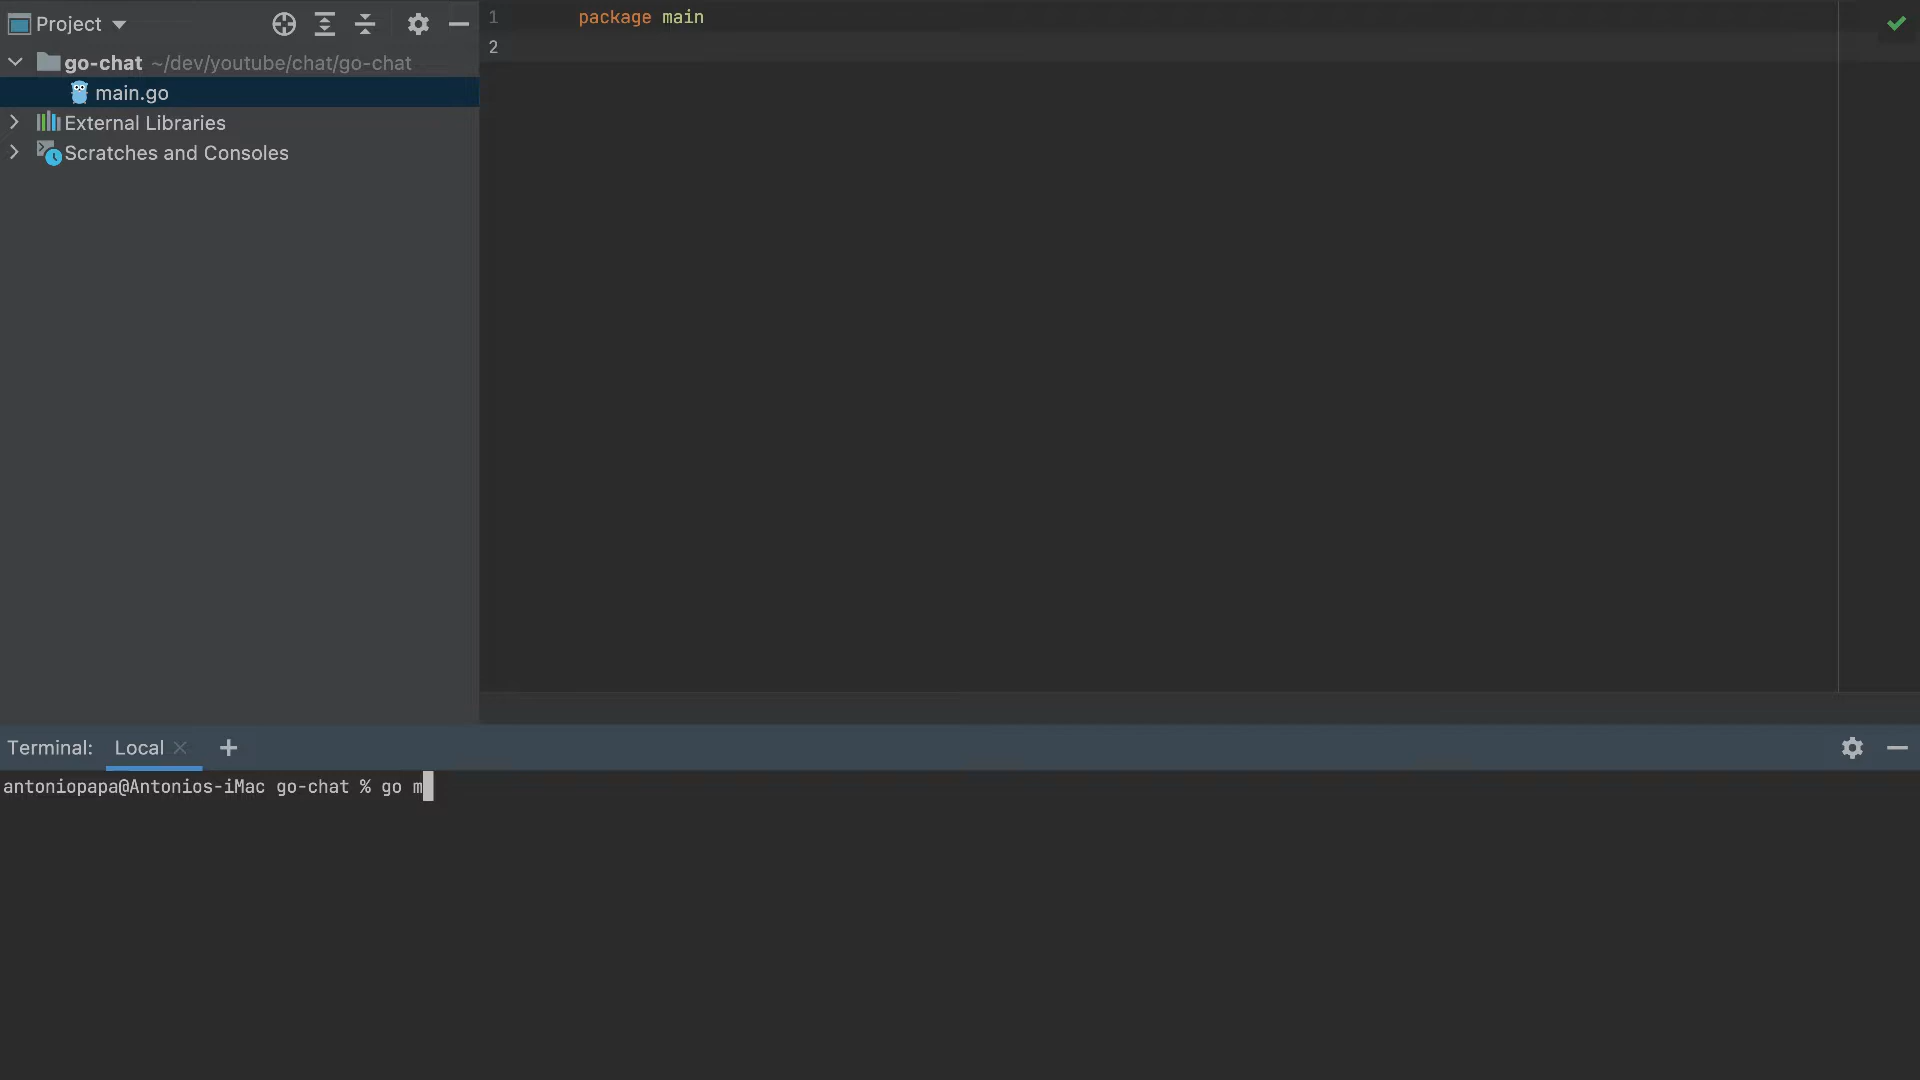 Project
go-chat ~/dev/youtube/chat/go-chat
main.go
External Libraries
Scratches and Consoles
1 package main
2
Terminal: Local
antoniopapa@Antonios-iMac go-chat % go m